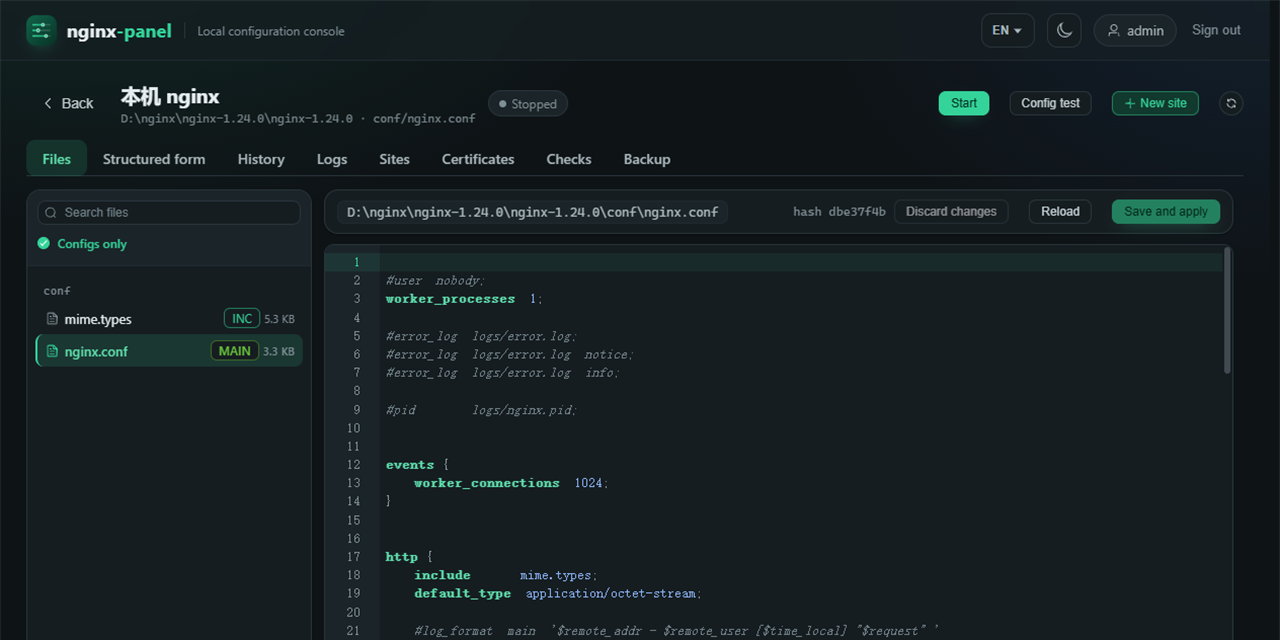 nginx-panel Local configuration console EN admin Sign out
Back 本机 nginx Stopped Start Config test + New site
D:\nginx\nginx-1.24.0\nginx-1.24.0 · conf/nginx.conf
Files Structured form History Logs Sites Certificates Checks Backup
Search files
Configs only
conf
mime.types INC 5.3 KB
nginx.conf MAIN 3.3 KB
D:\nginx\nginx-1.24.0\nginx-1.24.0\conf\nginx.conf hash dbe37f4b Discard changes Reload Save and apply
1
2 #user  nobody;
3 worker_processes  1;
4
5 #error_log  logs/error.log;
6 #error_log  logs/error.log  notice;
7 #error_log  logs/error.log  info;
8
9 #pid        logs/nginx.pid;
10
11
12 events {
13     worker_connections  1024;
14 }
15
16
17 http {
18     include       mime.types;
19     default_type  application/octet-stream;
20
21     #log_format  main  '$remote_addr - $remote_user [$time_local] "$request" '